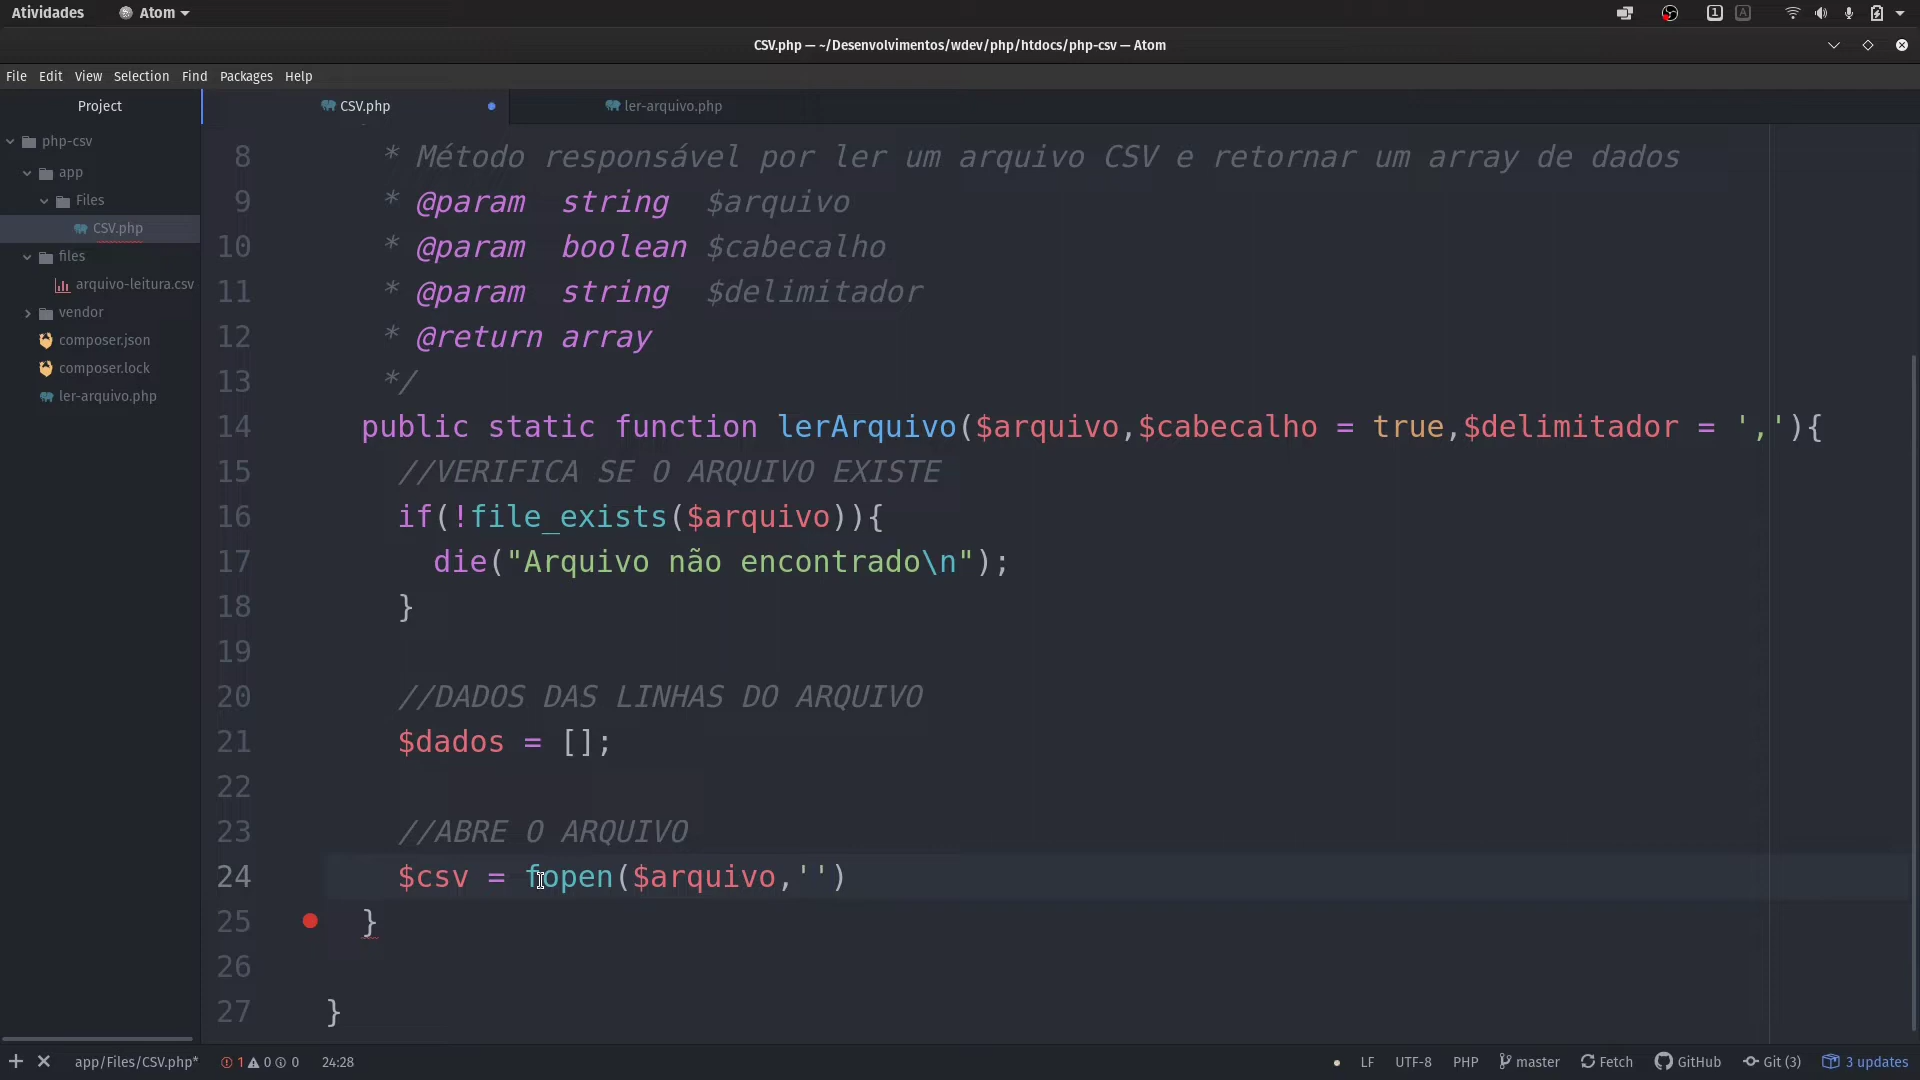 Atividades
Atom
1
A
CSV.php — ~/Desenvolvimentos/wdev/php/htdocs/php-csv — Atom
File Edit View Selection Find Packages Help
Project
CSV.php
ler-arquivo.php
php-csv
app
Files
CSV.php
files
arquivo-leitura.csv
vendor
composer.json
composer.lock
ler-arquivo.php
8 * Método responsável por ler um arquivo CSV e retornar um array de dados
9 * @param string $arquivo
10 * @param boolean $cabecalho
11 * @param string $delimitador
12 * @return array
13 */
14 public static function lerArquivo($arquivo,$cabecalho = true,$delimitador = ','){
15 //VERIFICA SE O ARQUIVO EXISTE
16 if(!file_exists($arquivo)){
17 die("Arquivo não encontrado\n");
18 }
19
20 //DADOS DAS LINHAS DO ARQUIVO
21 $dados = [];
22
23 //ABRE O ARQUIVO
24 $csv = fopen($arquivo,'')
25 }
26
27 }
app/Files/CSV.php* 1 0 0 24:28 LF UTF-8 PHP master Fetch GitHub Git (3) 3 updates